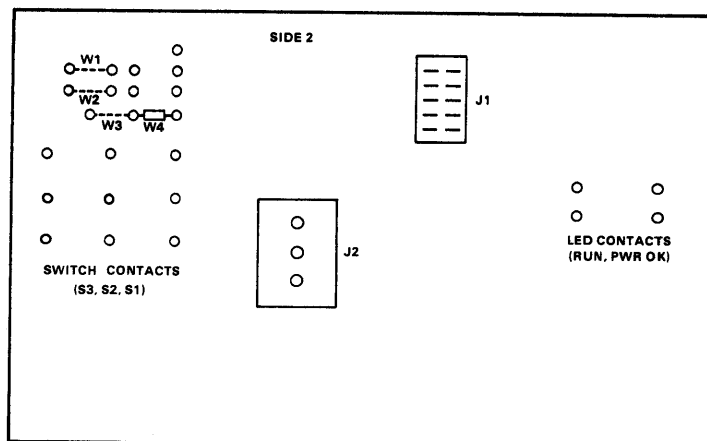 SIDE 2
W1
W2
W3
W4
J1
J2
SWITCH CONTACTS
(S3, S2, S1)
LED CONTACTS
(RUN, PWR OK)